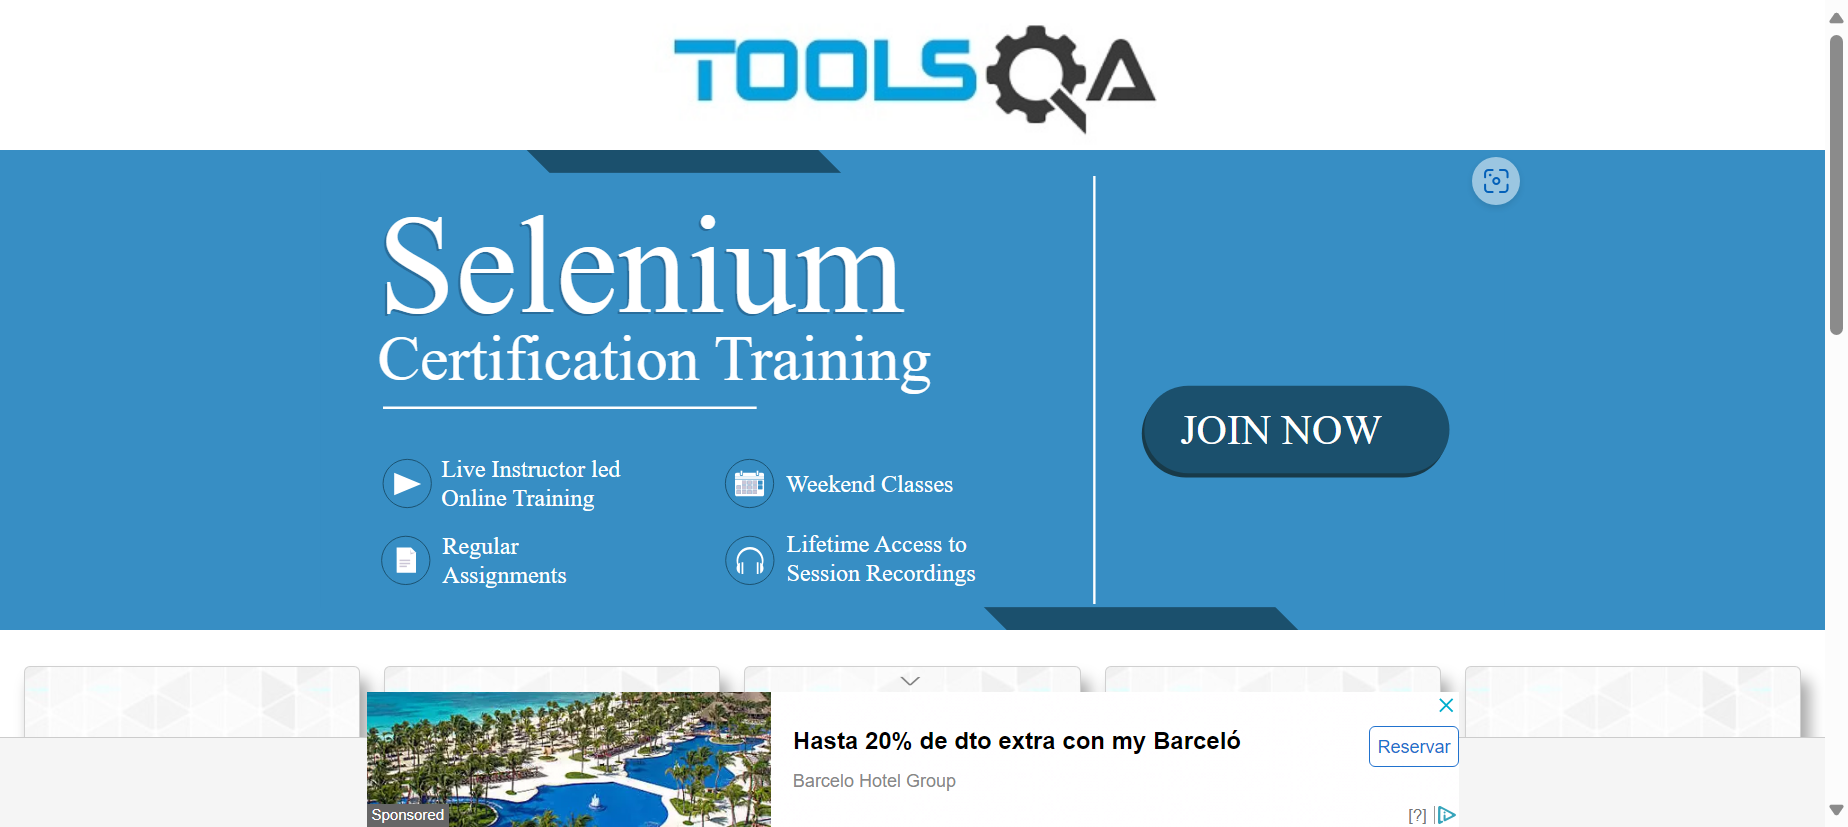 TOOLSQA
Selenium
Certification Training
Live Instructor led
Online Training
Weekend Classes
Regular
Assignments
Lifetime Access to
Session Recordings
JOIN NOW
Hasta 20% de dto extra con my Barceló
Barcelo Hotel Group
Reservar
Sponsored
[?]